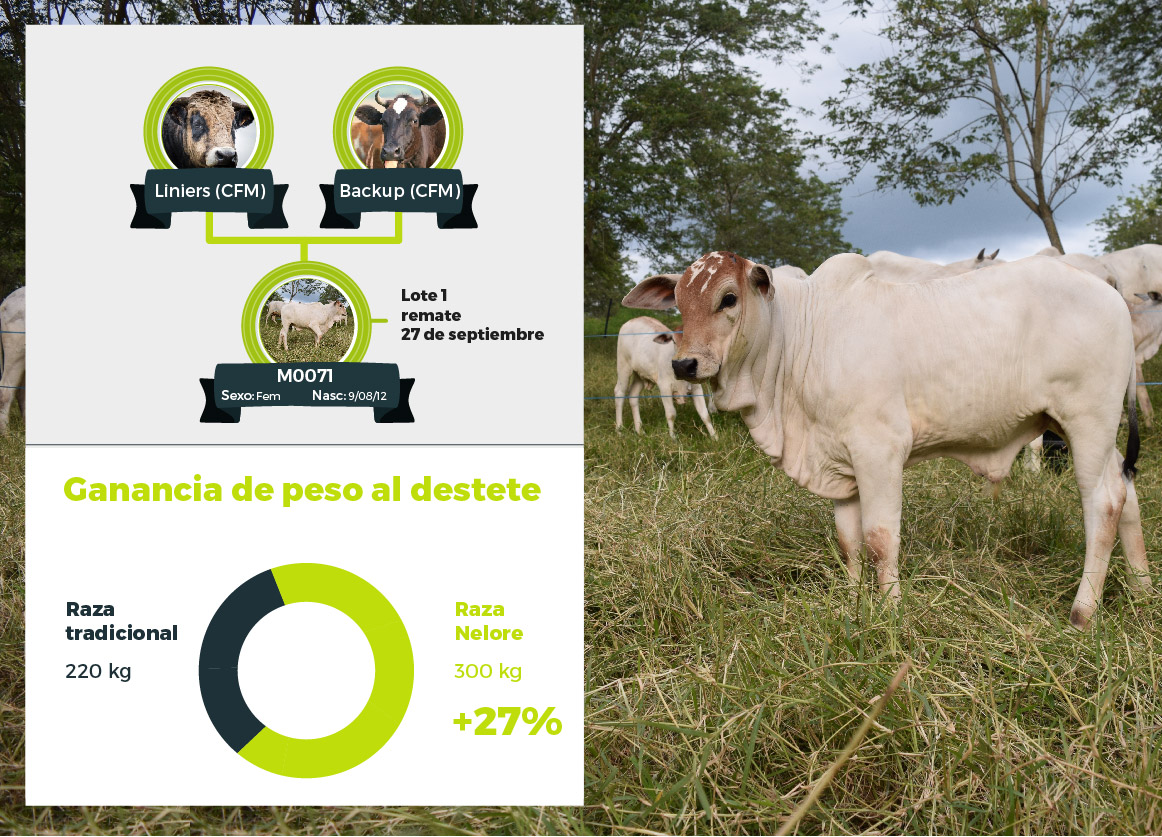 Liniers (CFM)
Backup (CFM)
Lote 1
remate
27 de septiembre
M0071
Sexo: Fem Nasc: 9/08/12
Ganancia de peso al destete
Raza
tradicional
220 kg
Raza
Nelore
300 kg
+27%